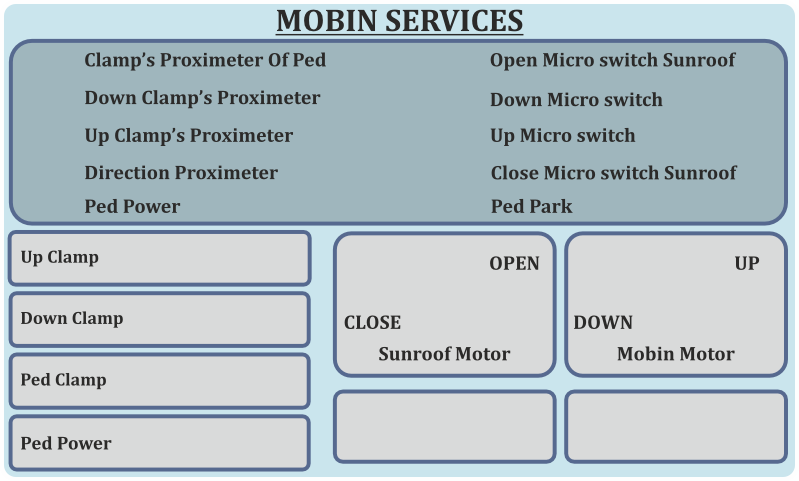 MOBIN SERVICES
Clamp’s Proximeter Of Ped
Down Clamp’s Proximeter
Up Clamp’s Proximeter
Direction Proximeter
Ped Power
Open Micro switch Sunroof
Down Micro switch
Up Micro switch
Close Micro switch Sunroof
Ped Park
Up Clamp
Down Clamp
Ped Clamp
Ped Power
OPEN
CLOSE
Sunroof Motor
UP
DOWN
Mobin Motor